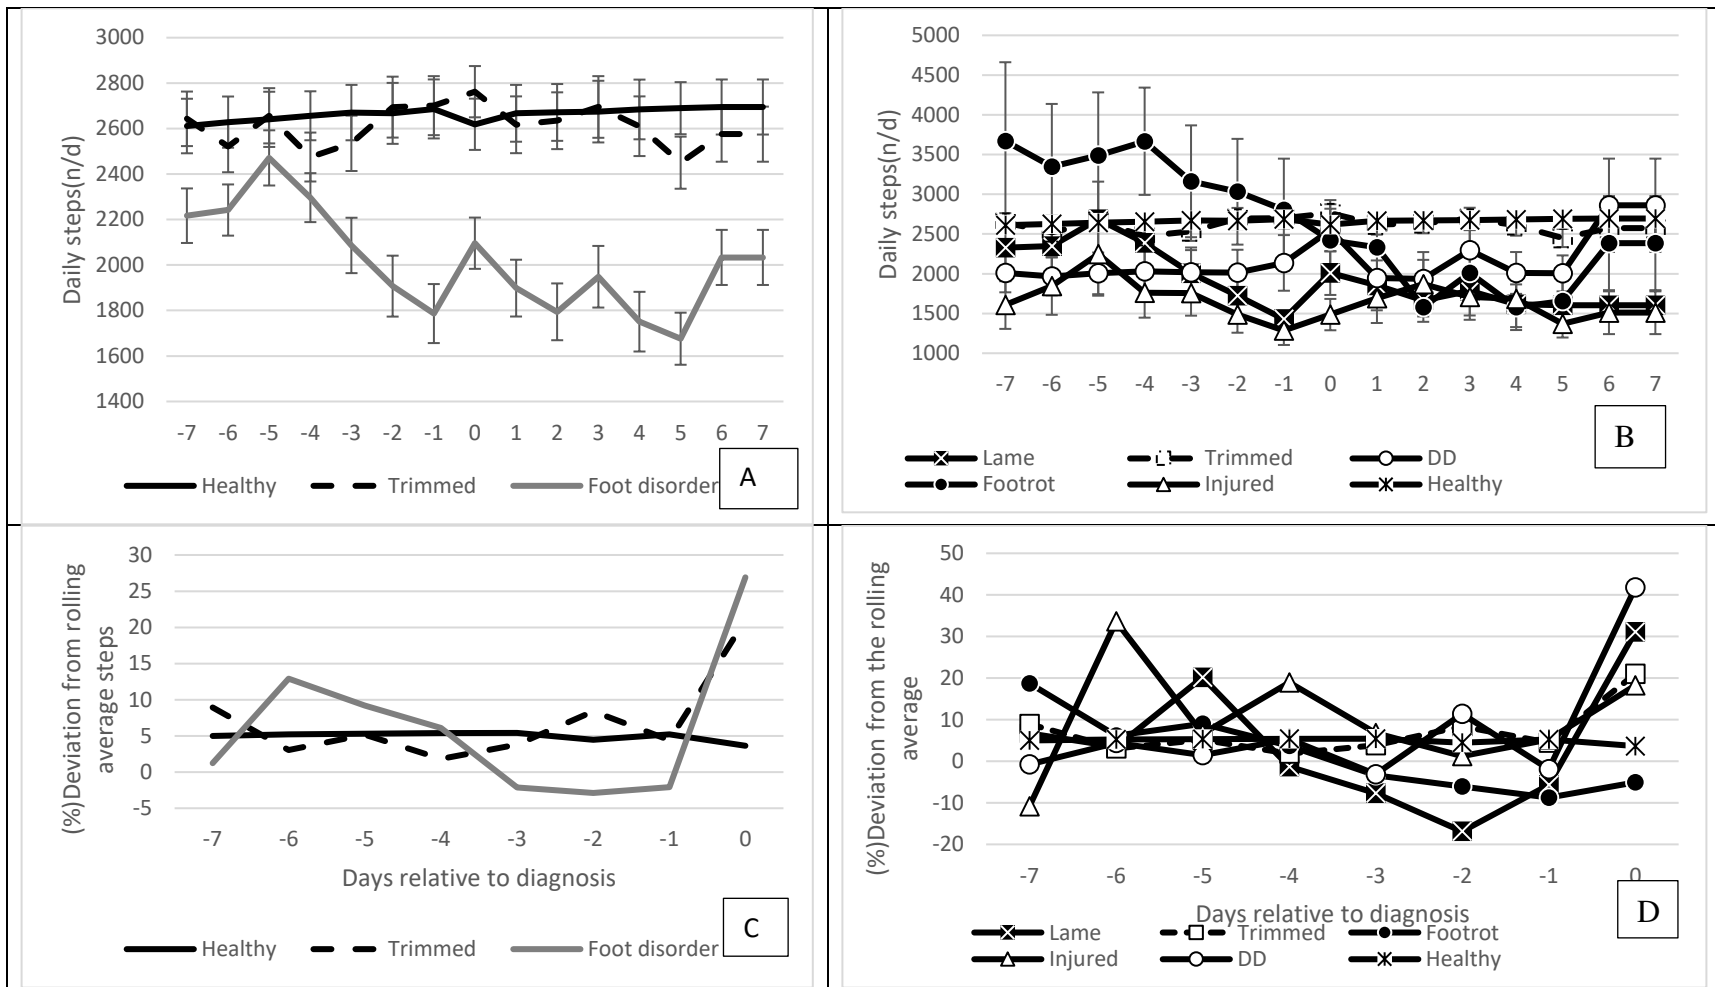 3000
2800
2600
2400
2200
2000
1800
1600
1400
Daily steps(n/d)
-7 -6 -5 -4 -3 -2 -1 0 1 2 3 4 5 6 7
Healthy Trimmed Foot disorder
A
5000
4500
4000
3500
3000
2500
2000
1500
1000
Daily steps(n/d)
-7 -6 -5 -4 -3 -2 -1 0 1 2 3 4 5 6 7
Lame Trimmed DD
Footrot Injured Healthy
B
30
25
20
15
10
5
0
-5
(%)Deviation from rolling
average steps
-7 -6 -5 -4 -3 -2 -1 0
Days relative to diagnosis
Healthy Trimmed Foot disorder
C
50
40
30
20
10
0
-10
-20
(%)Deviation from the rolling
average
-7 -6 -5 -4 -3 -2 -1 0
Days relative to diagnosis
Lame Trimmed Footrot
Injured DD Healthy
D